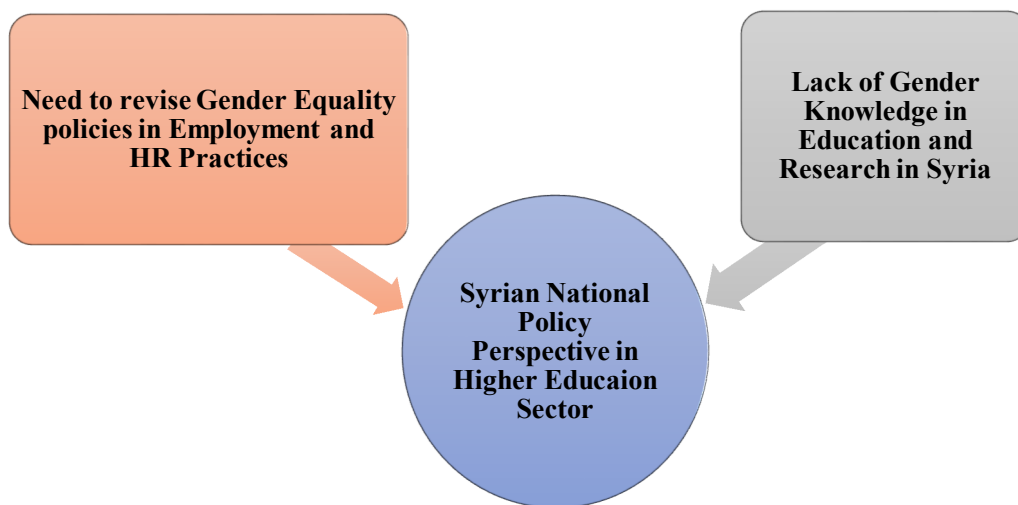 Need to revise Gender Equality
policies in Employment and
HR Practices
Lack of Gender
Knowledge in
Education and
Research in Syria
Syrian National
Policy
Perspective in
Higher Educaion
Sector